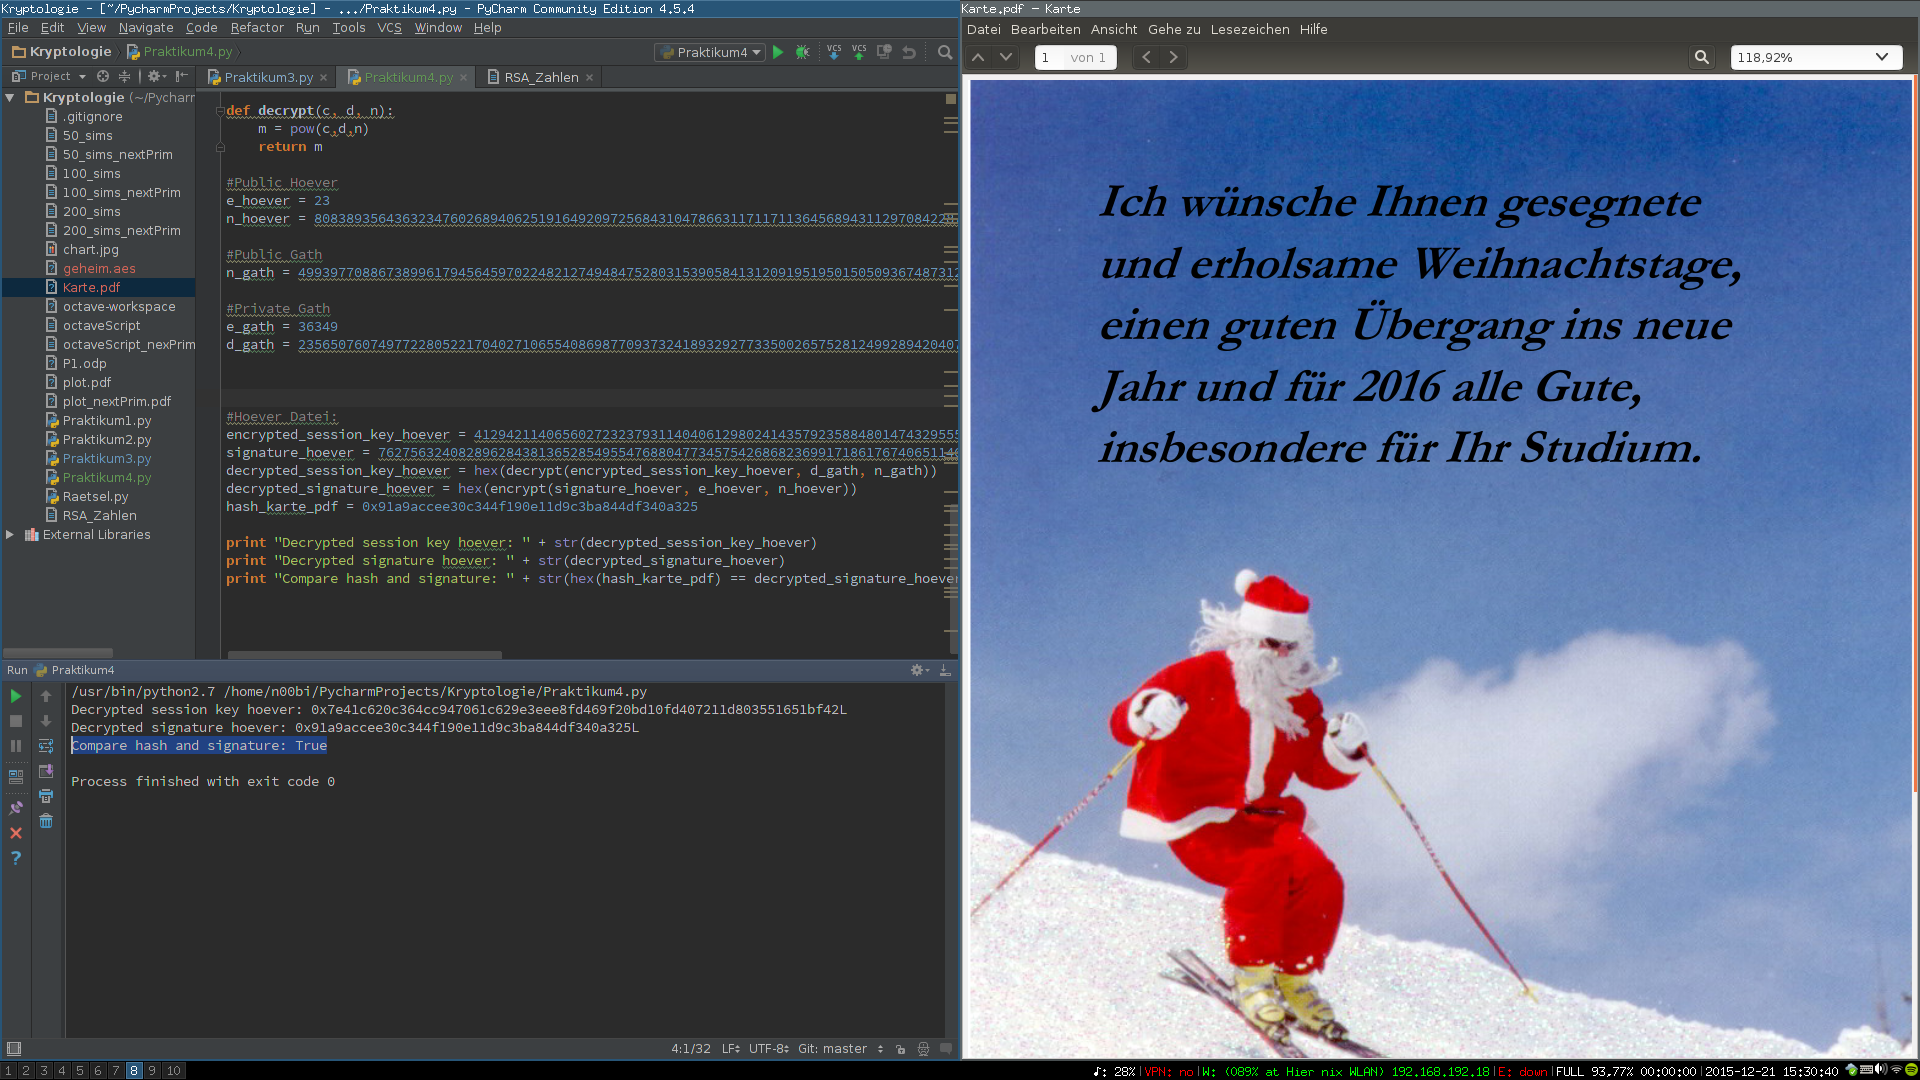 Kryptologie - [~/PycharmProjects/Kryptologie] - .../Praktikum4.py - PyCharm Community Edition 4.5.4
File Edit View Navigate Code Refactor Run Tools VCS Window Help
Kryptologie Praktikum4.py
Praktikum4 VCS VCS
Project
Praktikum3.py Praktikum4.py RSA_Zahlen
Kryptologie (~/Pycharm
.gitignore
50_sims
50_sims_nextPrim
100_sims
100_sims_nextPrim
200_sims
200_sims_nextPrim
chart.jpg
geheim.aes
Karte.pdf
octave-workspace
octaveScript
octaveScript_nexPrim
P1.odp
plot.pdf
plot_nextPrim.pdf
Praktikum1.py
Praktikum2.py
Praktikum3.py
Praktikum4.py
Raetsel.py
RSA_Zahlen
External Libraries
def decrypt(c, d, n):
m = pow(c,d,n)
return m
#Public Hoever
e_hoever = 23
n_hoever =
#Public Gath
n_gath =
#Private Gath
e_gath = 36349
d_gath =
#Hoever Datei:
encrypted_session_key_hoever =
signature_hoever =
decrypted_session_key_hoever = hex(decrypt(encrypted_session_key_hoever, d_gath, n_gath))
decrypted_signature_hoever = hex(encrypt(signature_hoever, e_hoever, n_hoever))
hash_karte_pdf = 0x91a9accee30c344f190e11d9c3ba844df340a325
print "Decrypted session key hoever: " + str(decrypted_session_key_hoever)
print "Decrypted signature hoever: " + str(decrypted_signature_hoever)
print "Compare hash and signature: " + str(hex(hash_karte_pdf) == decrypted_signature_hoever
Run Praktikum4
/usr/bin/python2.7 /home/n00bi/PycharmProjects/Kryptologie/Praktikum4.py
Decrypted session key hoever: 0x7e41c620c364cc947061c629e3eee8fd469f20bd10fd407211d803551651bf42L
Decrypted signature hoever: 0x91a9accee30c344f190e11d9c3ba844df340a325L
Compare hash and signature: True
Process finished with exit code 0
4:1/32 LF UTF-8 Git: master
Karte.pdf — Karte
Datei Bearbeiten Ansicht Gehe zu Lesezeichen Hilfe
1 von 1 118,92%
Ich wünsche Ihnen gesegnete
und erholsame Weihnachtstage,
einen guten Übergang ins neue
Jahr und für 2016 alle Gute,
insbesondere für Ihr Studium.
1 2 3 4 5 6 7 8 9 10
♪: 28%|VPN: no|W: (089% at Hier nix WLAN) 192.168.192.18|E: down|FULL 93.77% 00:00:00|2015-12-21 15:30:40